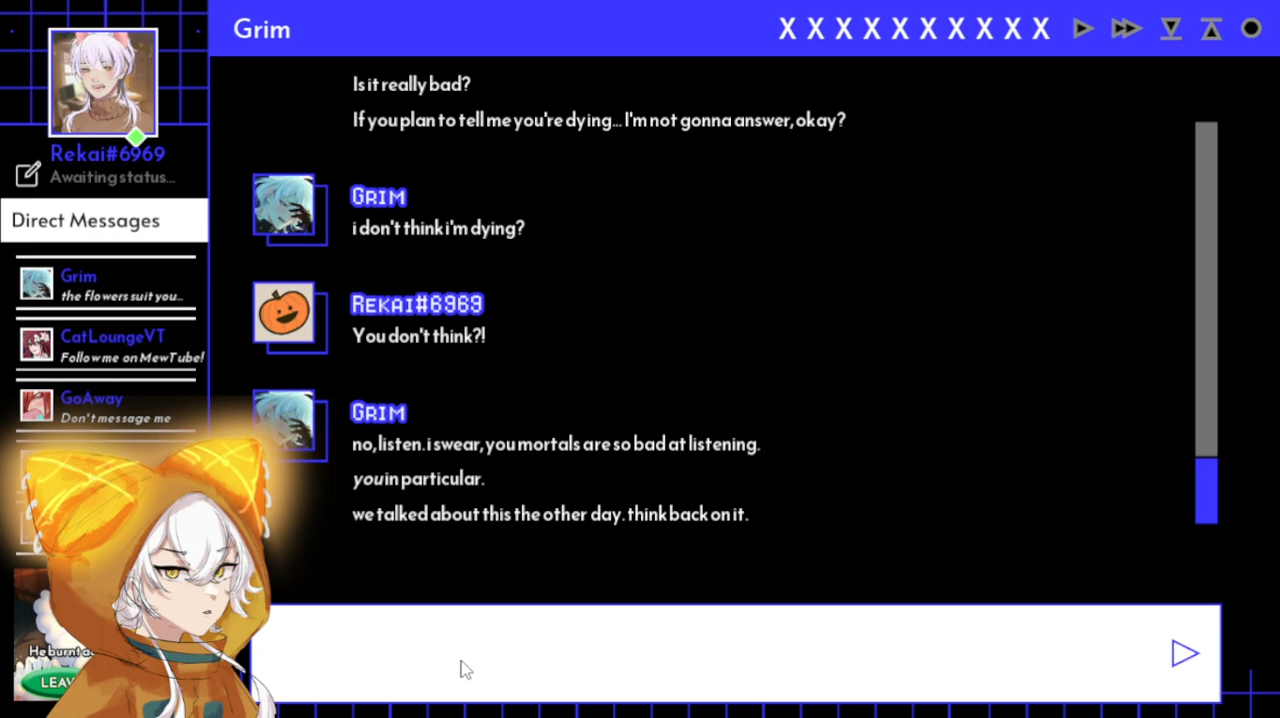 Grim
X X X X X X X X X X
Rekai#6969
Awaiting status...
Direct Messages
Grim
the flowers suit you...
CatLoungeVT
Follow me on MewTube!
GoAway
Don't message me
He burnt
LEAV
Is it really bad?
If you plan to tell me you're dying... I'm not gonna answer, okay?
GRIM
i don't think i'm dying?
REKAI#6969
You don't think?!
GRIM
no, listen. i swear, you mortals are so bad at listening.
you in particular.
we talked about this the other day. think back on it.